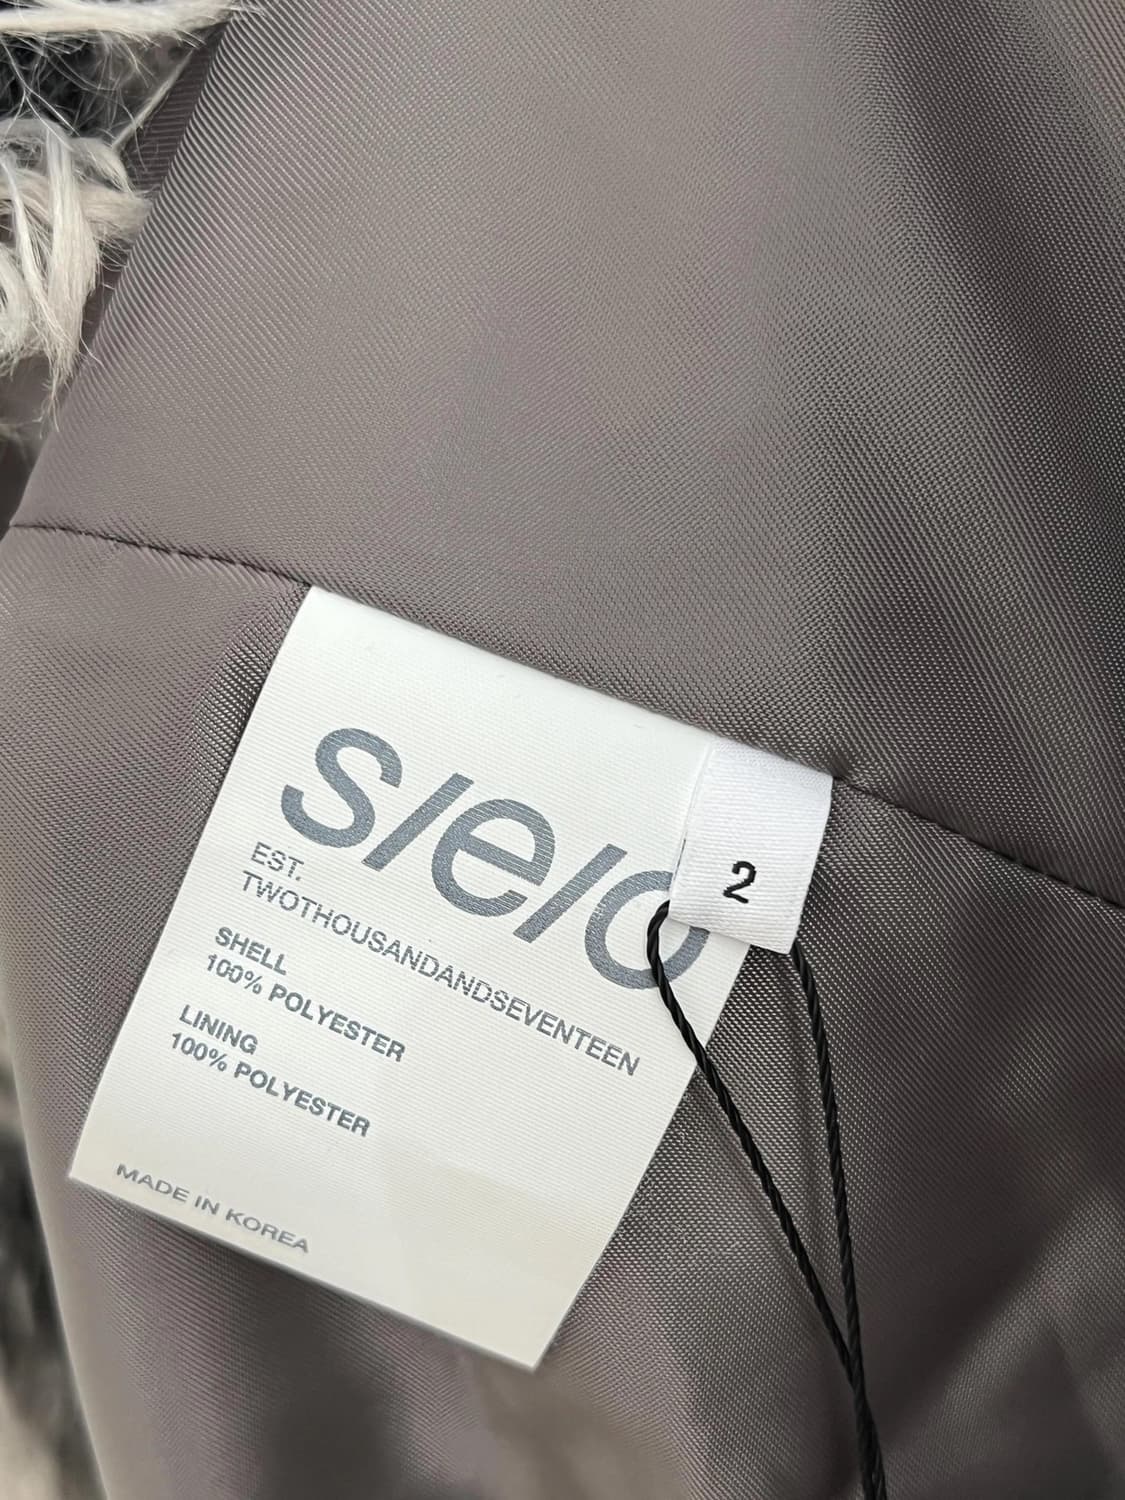 s/e/o
2
EST.
TWOTHOUSANDANDSEVENTEEN
SHELL
100% POLYESTER
LINING
100% POLYESTER
MADE IN KOREA